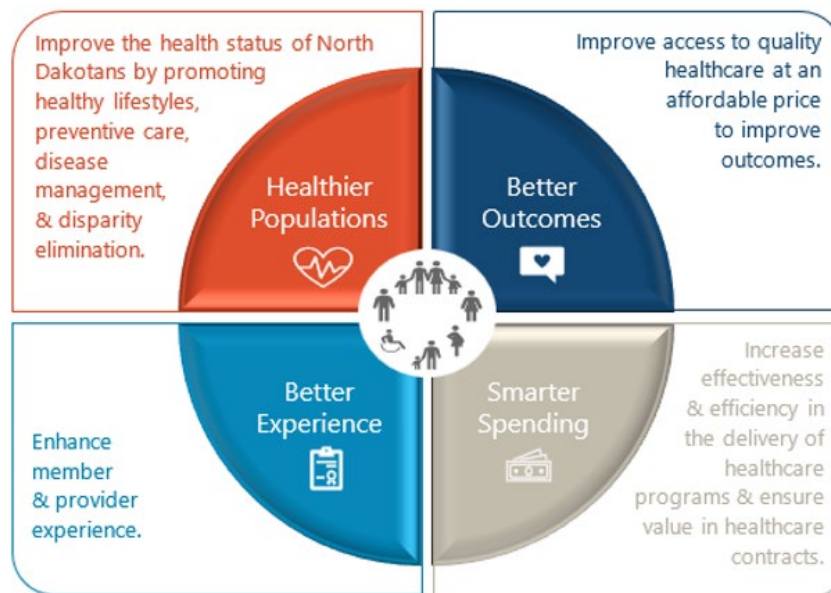 Improve the health status of North
Dakotans by promoting
healthy lifestyles,
preventive care,
disease
management,
& disparity
elimination.
Healthier
Populations
Improve access to quality
healthcare at an
affordable price
to improve
outcomes.
Better
Outcomes
Enhance
member
& provider
experience.
Better
Experience
Smarter
Spending
Increase
effectiveness
& efficiency in
the delivery of
healthcare
programs & ensure
value in healthcare
contracts.